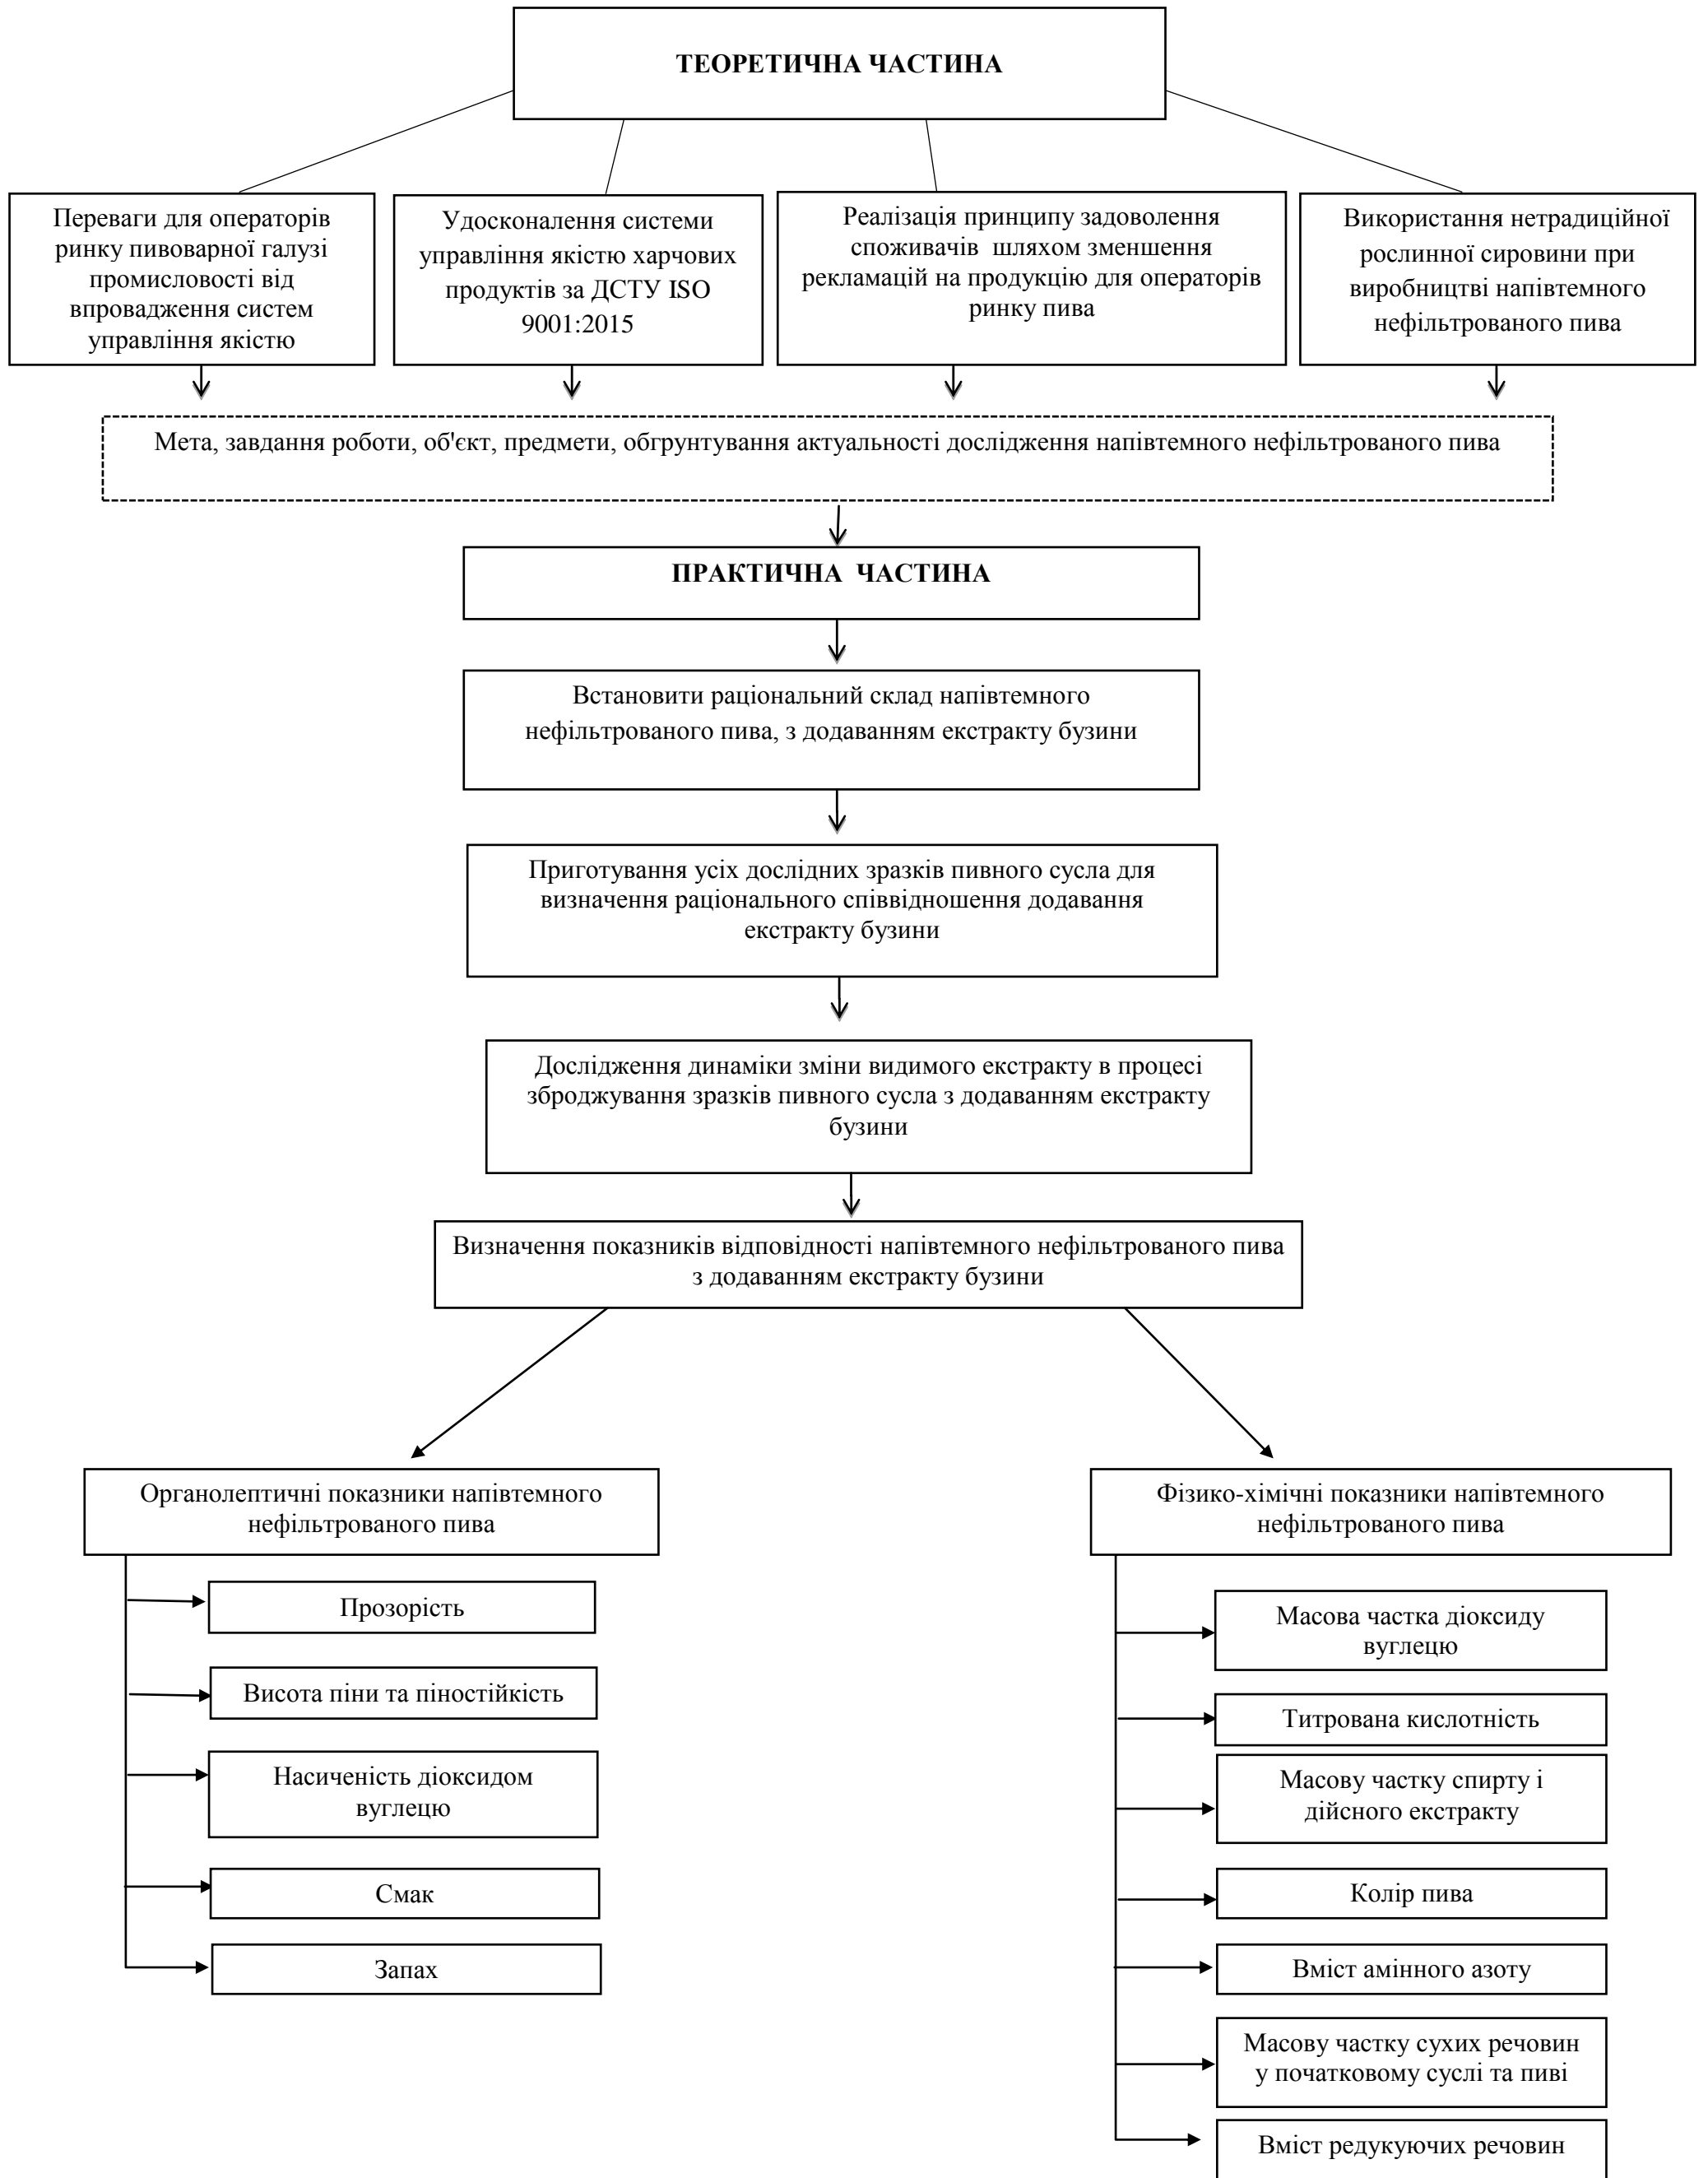 ТЕОРЕТИЧНА ЧАСТИНА
Переваги для операторів
ринку пивоварної галузі
промисловості від
впровадження систем
управління якістю
Удосконалення системи
управління якістю харчових
продуктів за ДСТУ ISO
9001:2015
Реалізація принципу задоволення
споживачів шляхом зменшення
рекламацій на продукцію для операторів
ринку пива
Використання нетрадиційної
рослинної сировини при
виробництві напівтемного
нефільтрованого пива
Мета, завдання роботи, об'єкт, предмети, обгрунтування актуальності дослідження напівтемного нефільтрованого пива
ПРАКТИЧНА ЧАСТИНА
Встановити раціональний склад напівтемного
нефільтрованого пива, з додаванням екстракту бузини
Приготування усіх дослідних зразків пивного сусла для
визначення раціонального співвідношення додавання
екстракту бузини
Дослідження динаміки зміни видимого екстракту в процесі
зброджування зразків пивного сусла з додаванням екстракту
бузини
Визначення показників відповідності напівтемного нефільтрованого пива
з додаванням екстракту бузини
Органолептичні показники напівтемного
нефільтрованого пива
Прозорість
Висота піни та піностійкість
Насиченість діоксидом
вуглецю
Смак
Запах
Фізико-хімічні показники напівтемного
нефільтрованого пива
Масова частка діоксиду
вуглецю
Титрована кислотність
Масову частку спирту і
дійсного екстракту
Колір пива
Вміст амінного азоту
Масову частку сухих речовин
у початковому суслі та пиві
Вміст редукуючих речовин